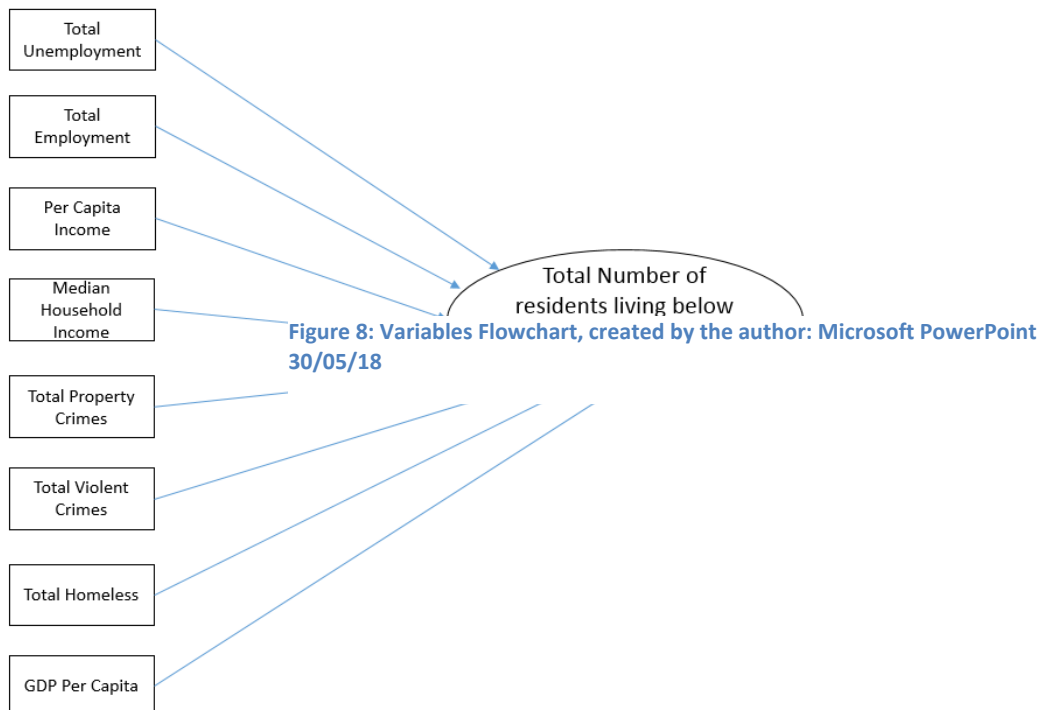 Total
Unemployment
Total
Employment
Per Capita
Income
Median
Household
Income
Total Property
Crimes
Total Violent
Crimes
Total Homeless
GDP Per Capita
Total Number of
residents living below
Figure 8: Variables Flowchart, created by the author: Microsoft PowerPoint
30/05/18